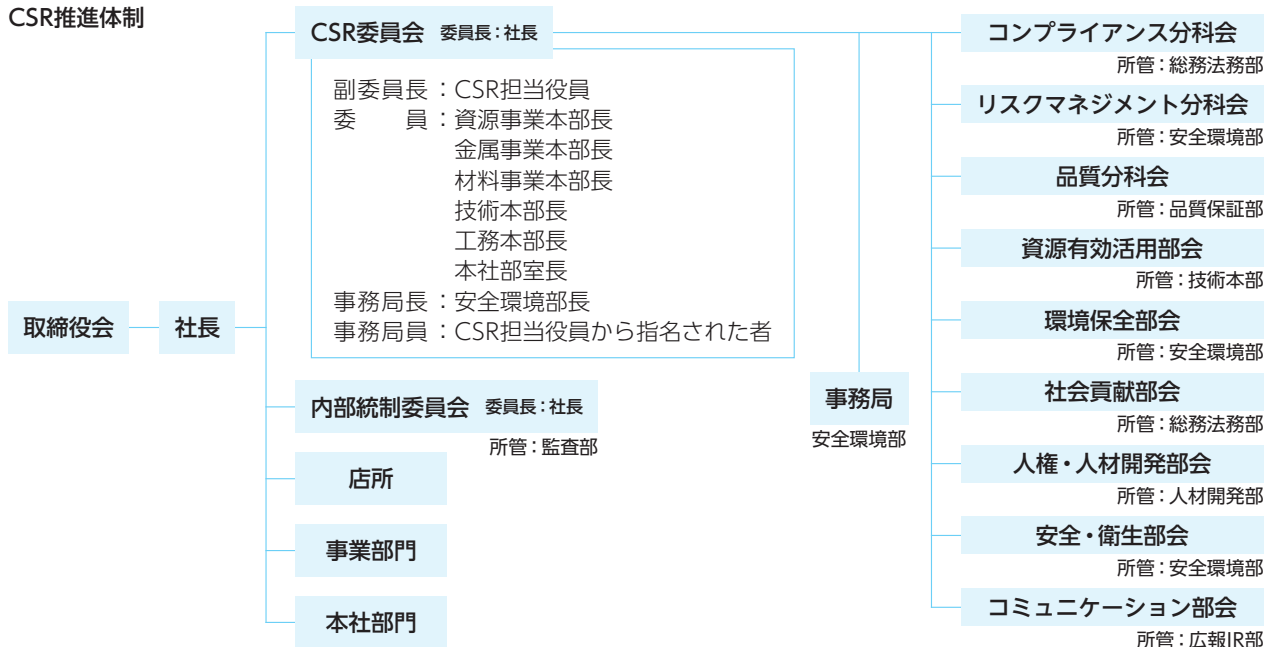 CSR推進体制
CSR委員会 委員長：社長
副委員長：CSR担当役員
委　　員：資源事業本部長
金属事業本部長
材料事業本部長
技術本部長
工務本部長
本社部室長
事務局長：安全環境部長
事務局員：CSR担当役員から指名された者
取締役会
社長
内部統制委員会 委員長：社長
所管：監査部
店所
事業部門
本社部門
事務局
安全環境部
コンプライアンス分科会
所管：総務法務部
リスクマネジメント分科会
所管：安全環境部
品質分科会
所管：品質保証部
資源有効活用部会
所管：技術本部
環境保全部会
所管：安全環境部
社会貢献部会
所管：総務法務部
人権・人材開発部会
所管：人材開発部
安全・衛生部会
所管：安全環境部
コミュニケーション部会
所管：広報IR部